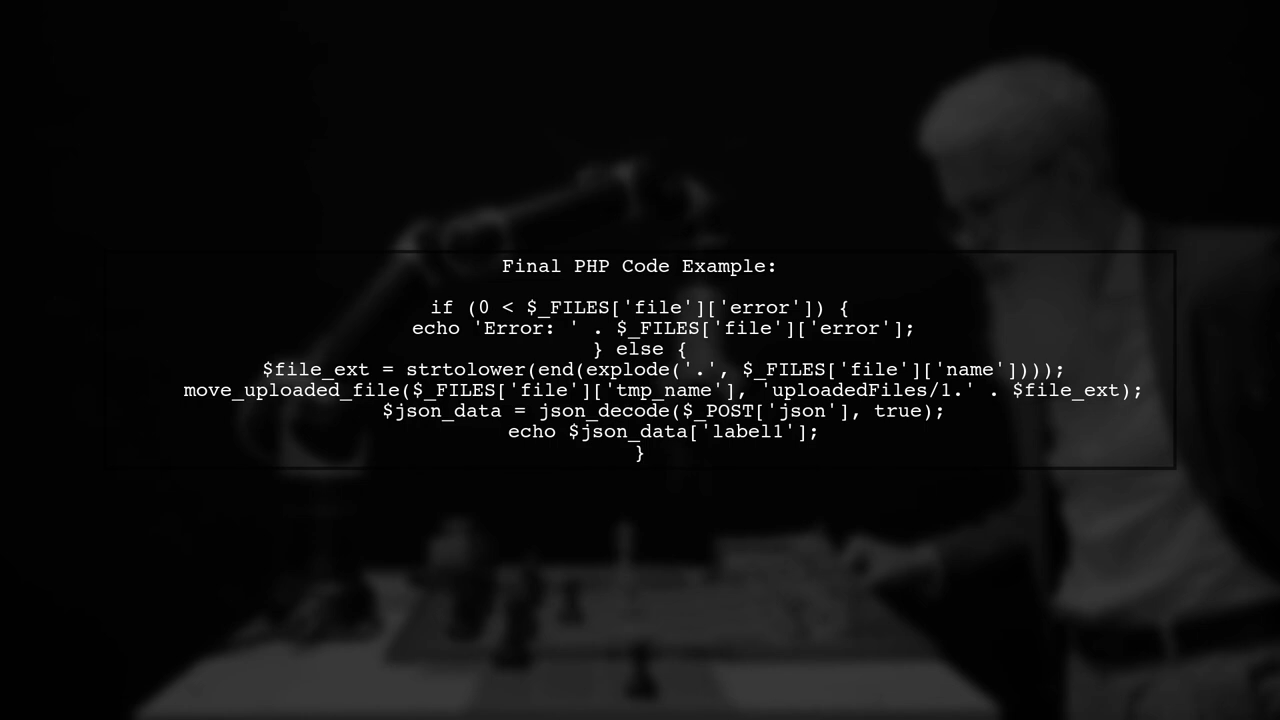 Final PHP Code Example:
if (0 < $_FILES['file']['error']) {
echo 'Error: ' . $_FILES['file']['error'];
} else {
$file_ext = strtolower(end(explode('.', $_FILES['file']['name'])));
move_uploaded_file($_FILES['file']['tmp_name'], 'uploadedFiles/1.' . $file_ext);
$json_data = json_decode($_POST['json'], true);
echo $json_data['label1'];
}